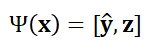 Ψ(𝐱) = [𝐲̂, 𝐳]